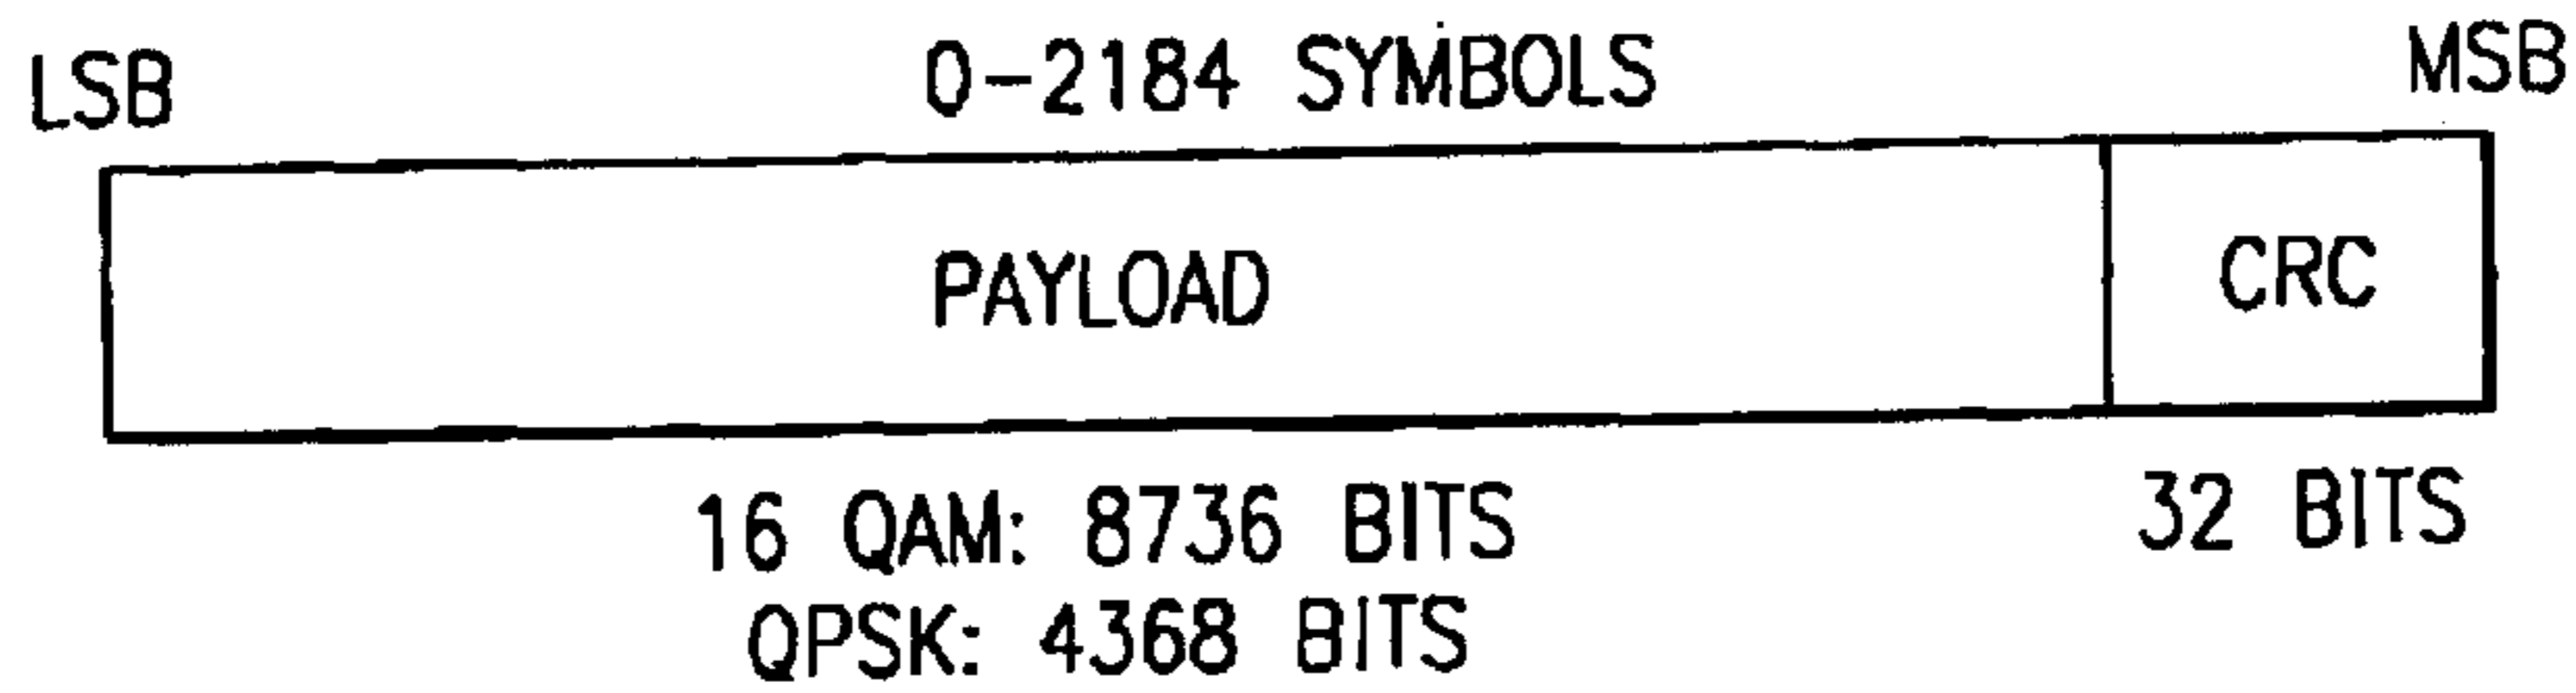 LSB 0-2184 SYMBOLS MSB
PAYLOAD CRC
16 QAM: 8736 BITS 32 BITS
QPSK: 4368 BITS